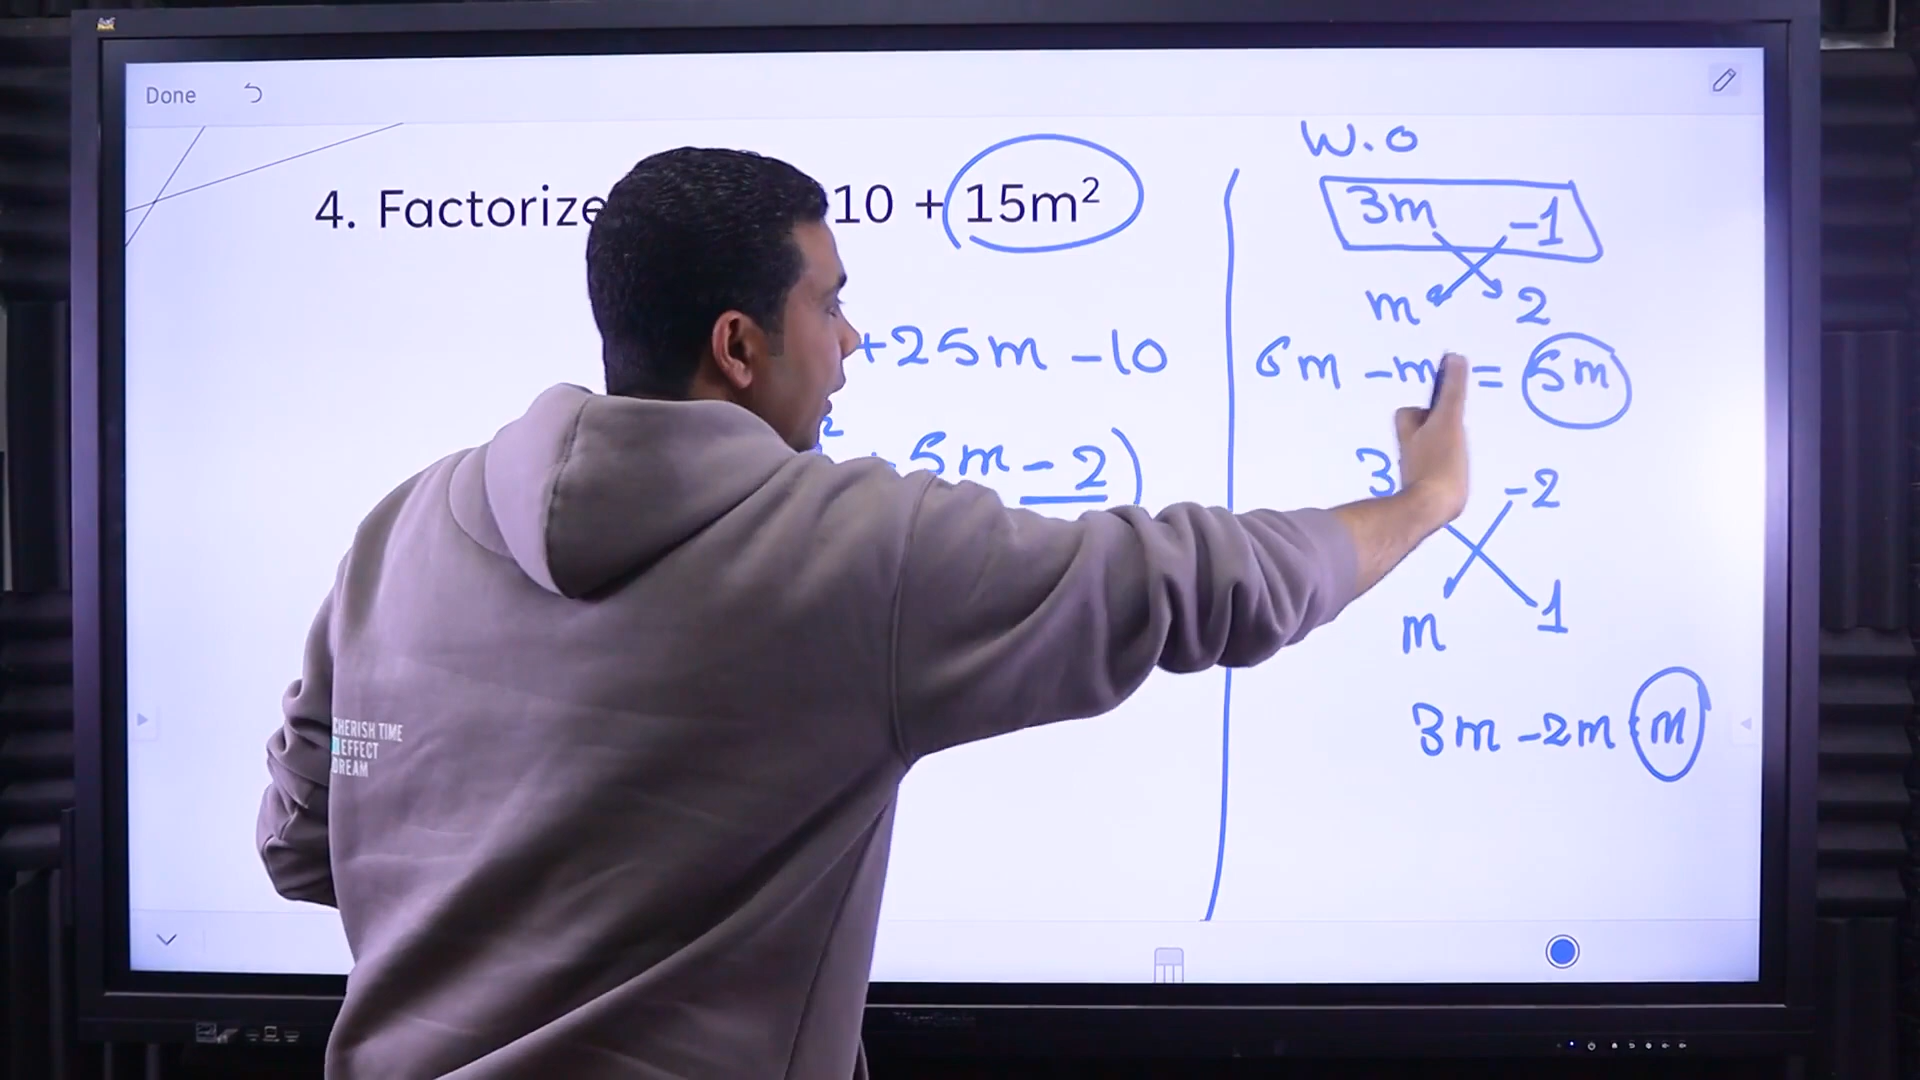 Done
W.O
4. Factorize 10 + 15m²
3m -1
m 2
+25m -10
6m -m = 5m
² 5m - 2)
3 -2
m 1
3m -2m m
CHERISH TIME
EFFECT
DREAM